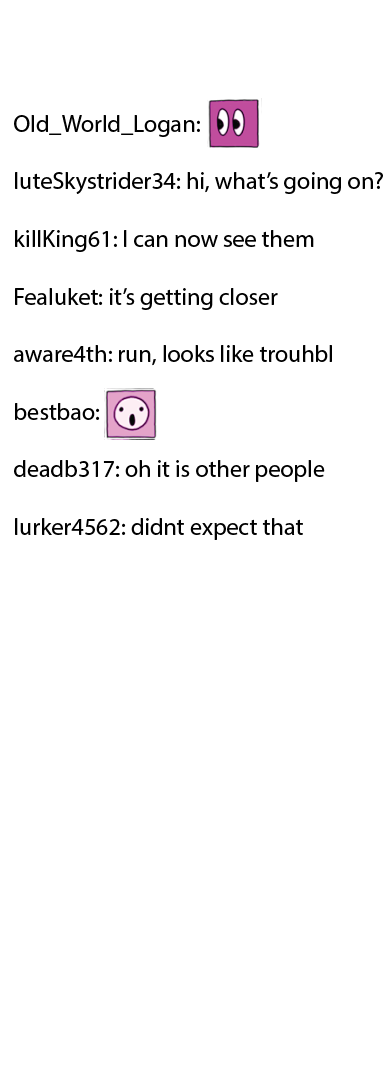 Old_World_Logan:
luteSkystrider34: hi, what’s going on?
killKing61: I can now see them
Fealuket: it’s getting closer
aware4th: run, looks like trouhbl
bestbao:
deadb317: oh it is other people
lurker4562: didnt expect that